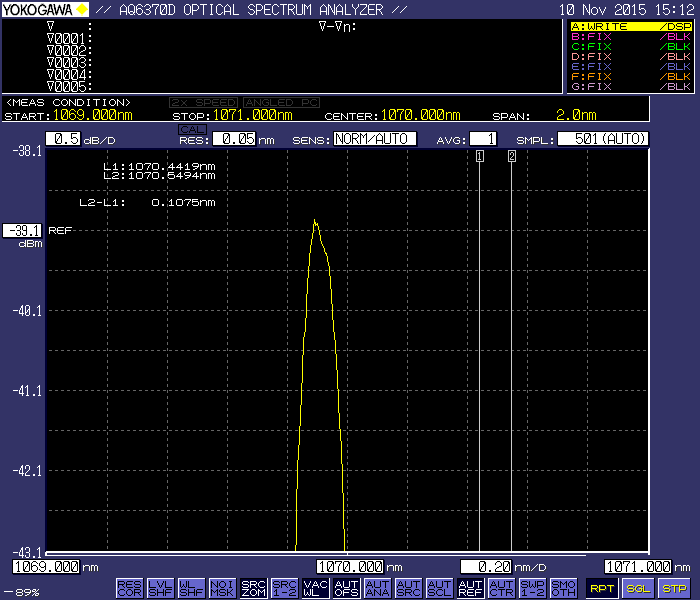 YOKOGAWA // AQ6370D OPTICAL SPECTRUM ANALYZER // 10 Nov 2015 15:12
∇ : ∇-∇n:
∇0001:
∇0002:
∇0003:
∇0004:
∇0005:
A:WRITE /DSP
B:FIX /BLK
C:FIX /BLK
D:FIX /BLK
E:FIX /BLK
F:FIX /BLK
G:FIX /BLK
<MEAS CONDITION> 2X SPEED ANGLED PC
START:1069.000nm STOP:1071.000nm CENTER:1070.000nm SPAN: 2.0nm
CAL
0.5 dB/D RES: 0.05 nm SENS: NORM/AUTO AVG: 1 SMPL: 501(AUTO)
-38.1
1 2
L1:1070.4419nm
L2:1070.5494nm
L2-L1: 0.1075nm
-39.1 REF
dBm
-40.1
-41.1
-42.1
-43.1
1069.000 nm 1070.000 nm 0.20 nm/D 1071.000 nm
-89%
RES COR
LVL SHF
WL SHF
NOI MSK
SRC ZOM
SRC 1-2
VAC WL
AUT OFS
AUT ANA
AUT SRC
AUT SCL
AUT REF
AUT CTR
SWP 1-2
SMO OTH
RPT
SGL
STP